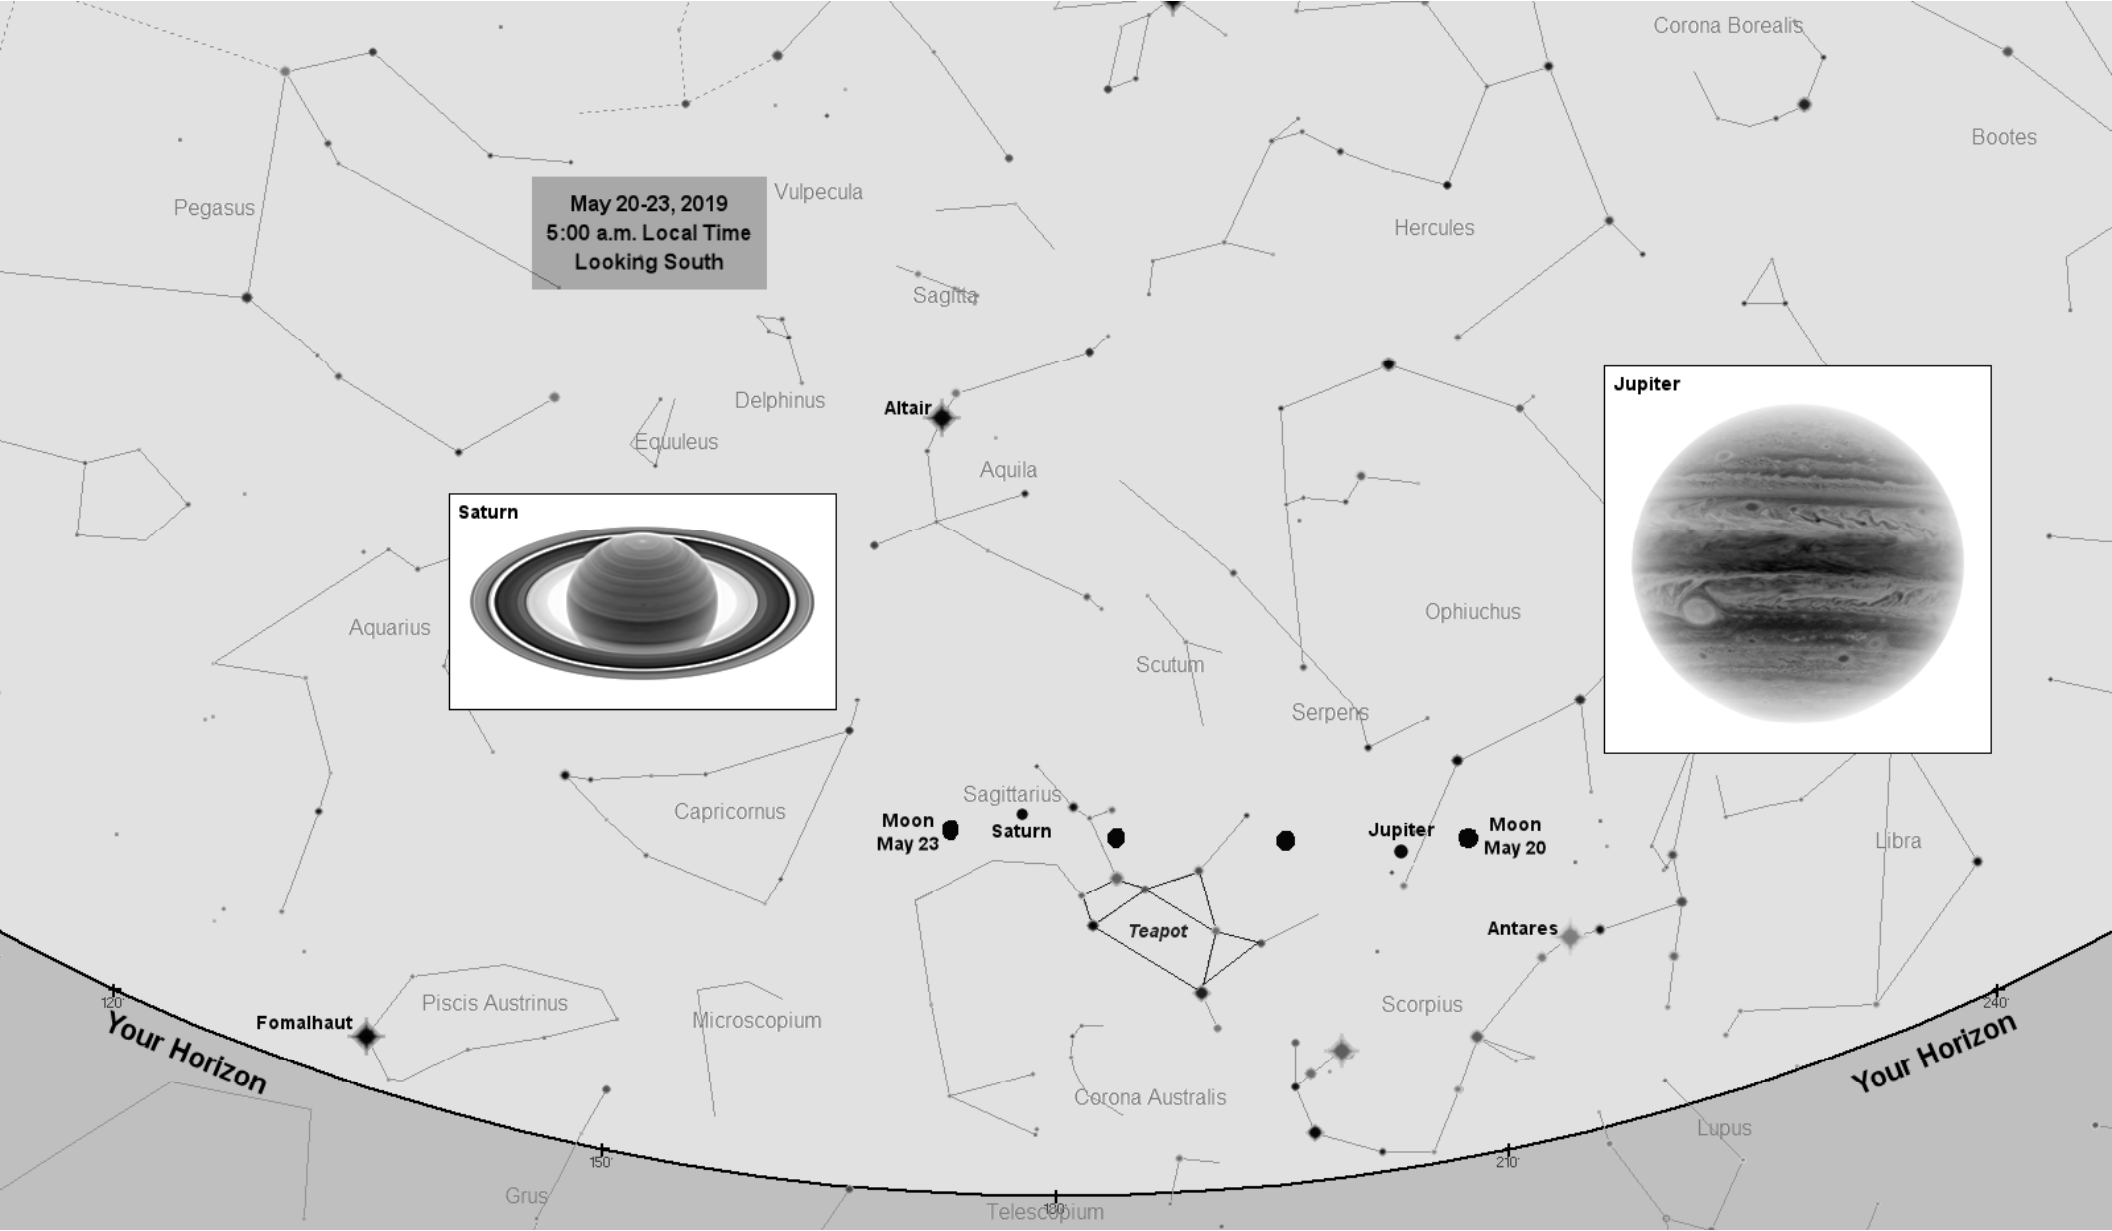 Corona Borealis
Bootes
Pegasus
Vulpecula
May 20-23, 2019
5:00 a.m. Local Time
Looking South
Hercules
Sagitta
Jupiter
Delphinus
Altair
Equuleus
Aquila
Saturn
Ophiuchus
Aquarius
Scutum
Serpens
Sagittarius
Capricornus
Moon
May 23
Saturn
Jupiter
Moon
May 20
Libra
Teapot
Antares
120°
Your Horizon
Fomalhaut
Piscis Austrinus
Microscopium
Scorpius
240°
Your Horizon
Corona Australis
Lupus
150°
210°
Grus
180°
Telescopium